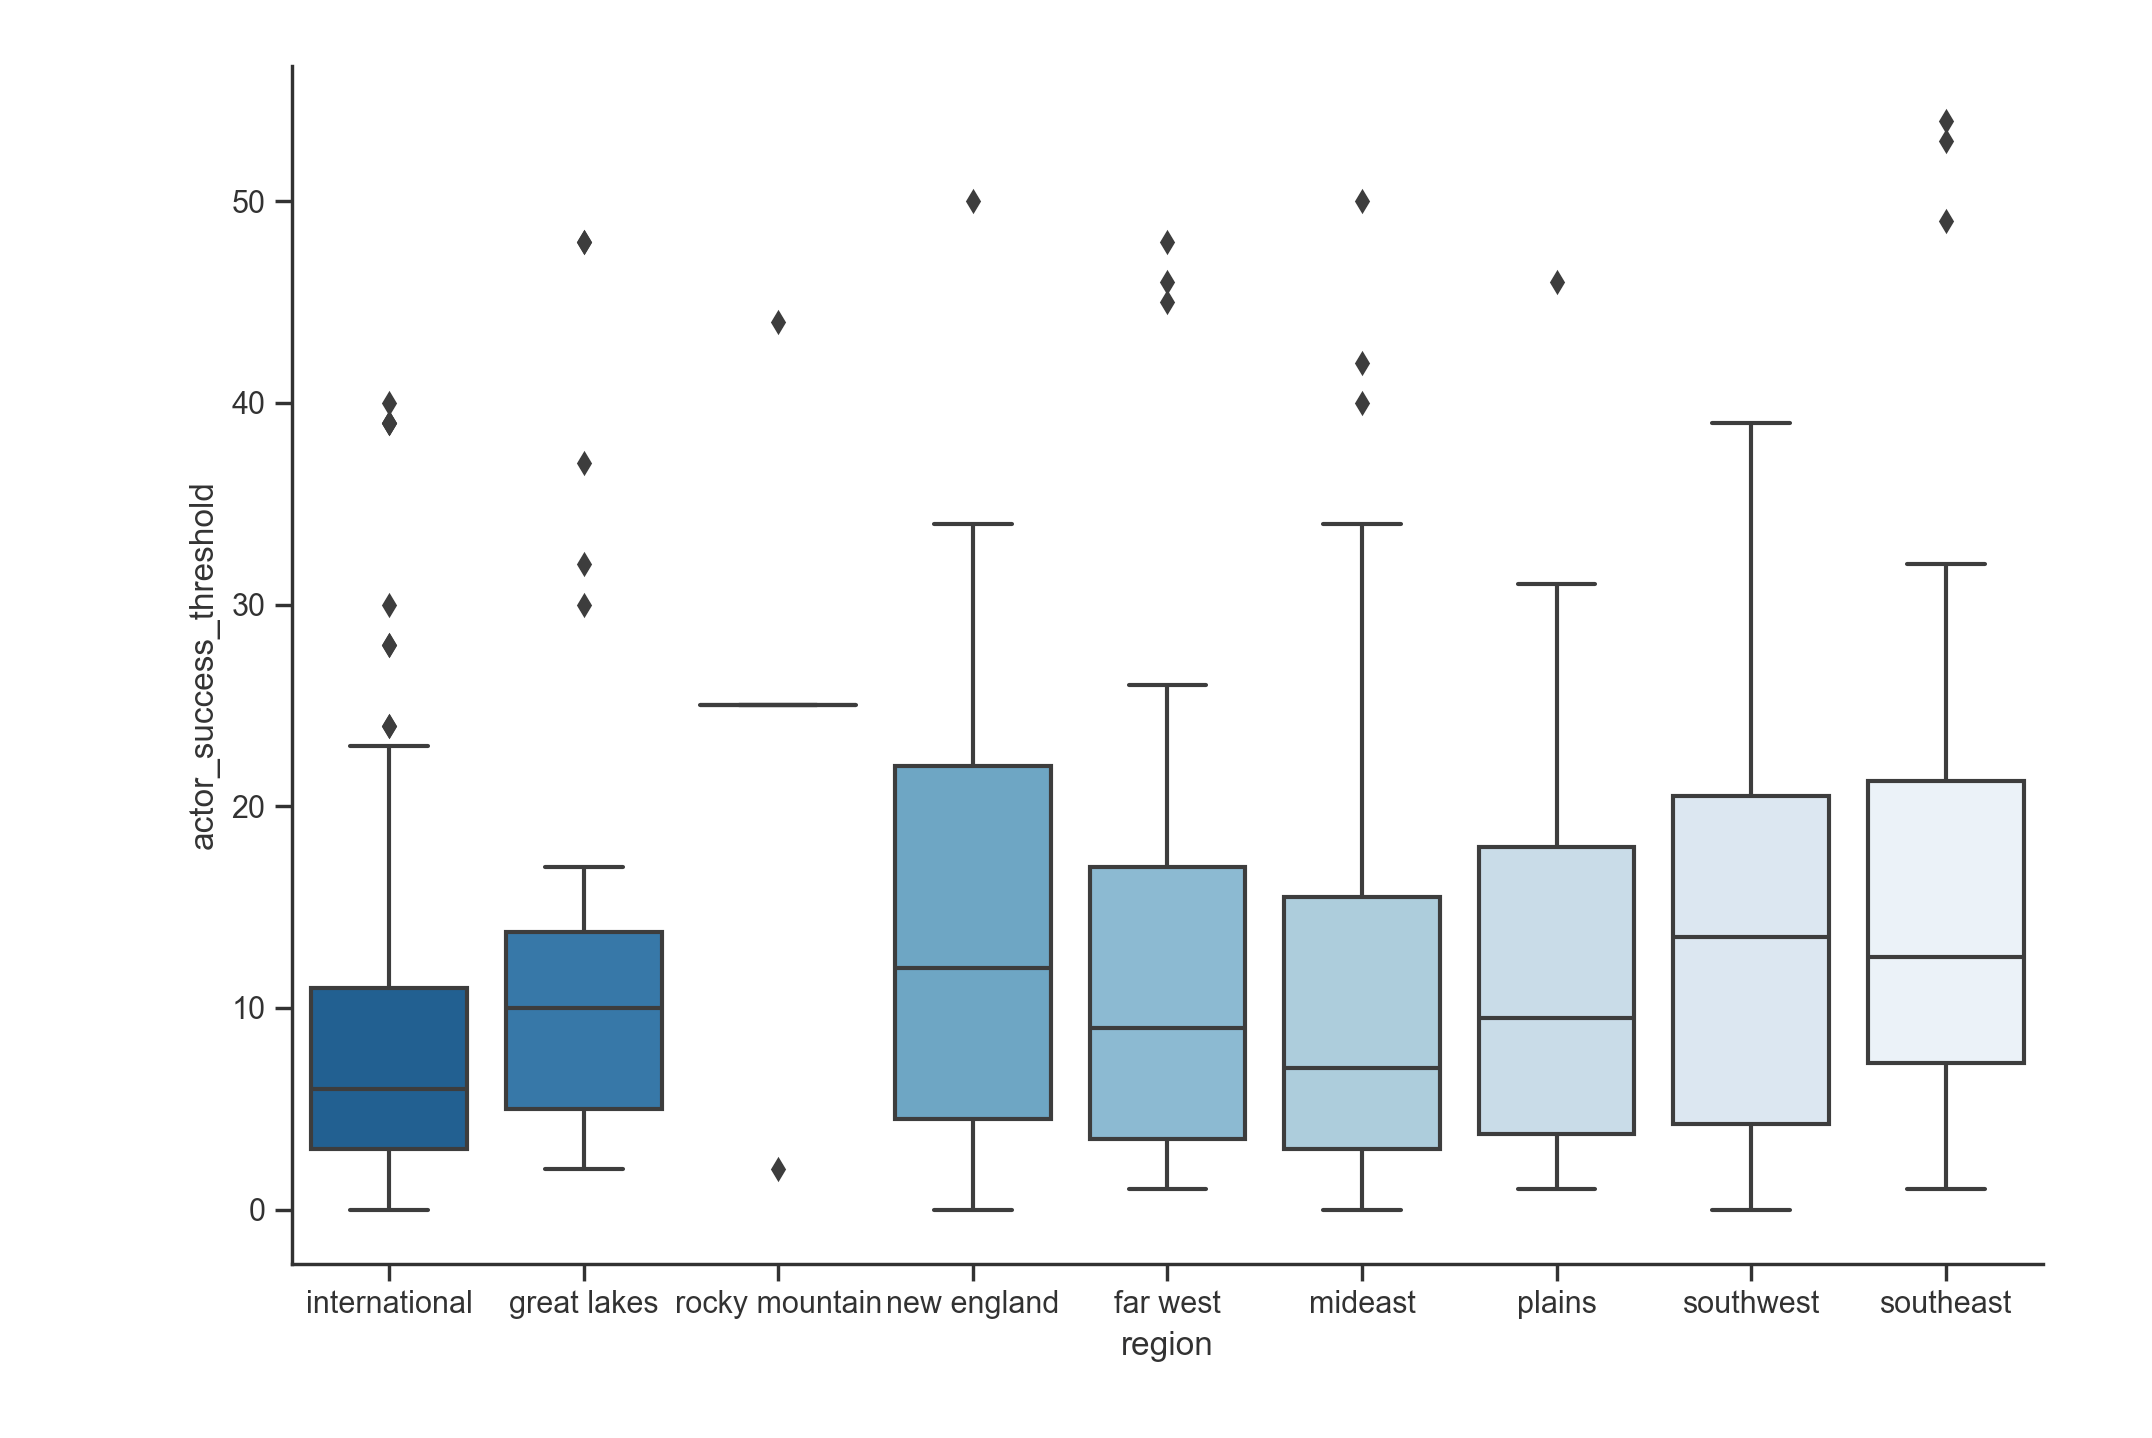 actor_success_threshold
50
40
30
20
10
0
international great lakes rocky mountain new england far west mideast plains southwest southeast
region